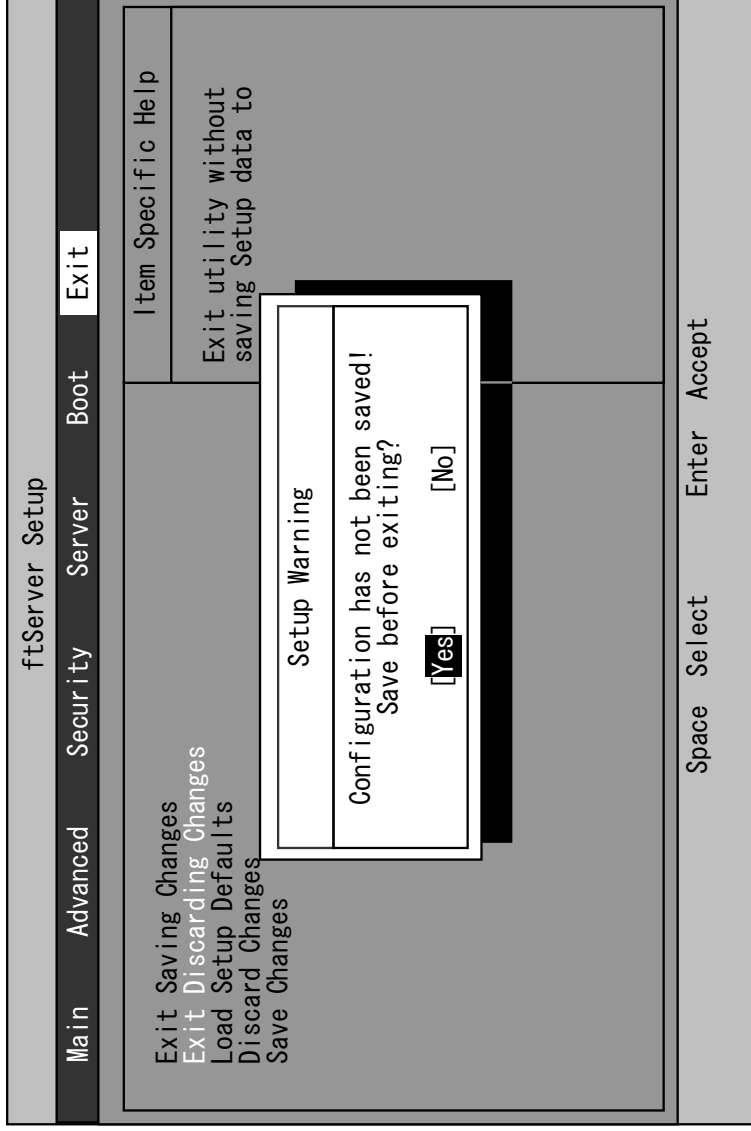 ftServer Setup
Main Advanced Security Server Boot Exit
Item Specific Help
Exit Saving Changes
Exit Discarding Changes
Load Setup Defaults
Discard Changes
Save Changes
Exit utility without
saving Setup data to
Setup Warning
Configuration has not been saved!
Save before exiting?
[Yes] [No]
Space Select Enter Accept